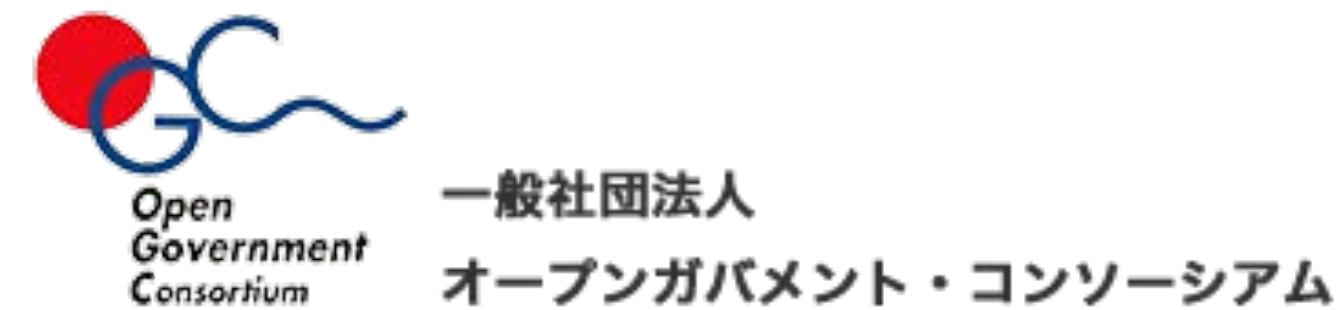 OGC
Open
Government
Consortium
一般社団法人
オープンガバメント・コンソーシアム